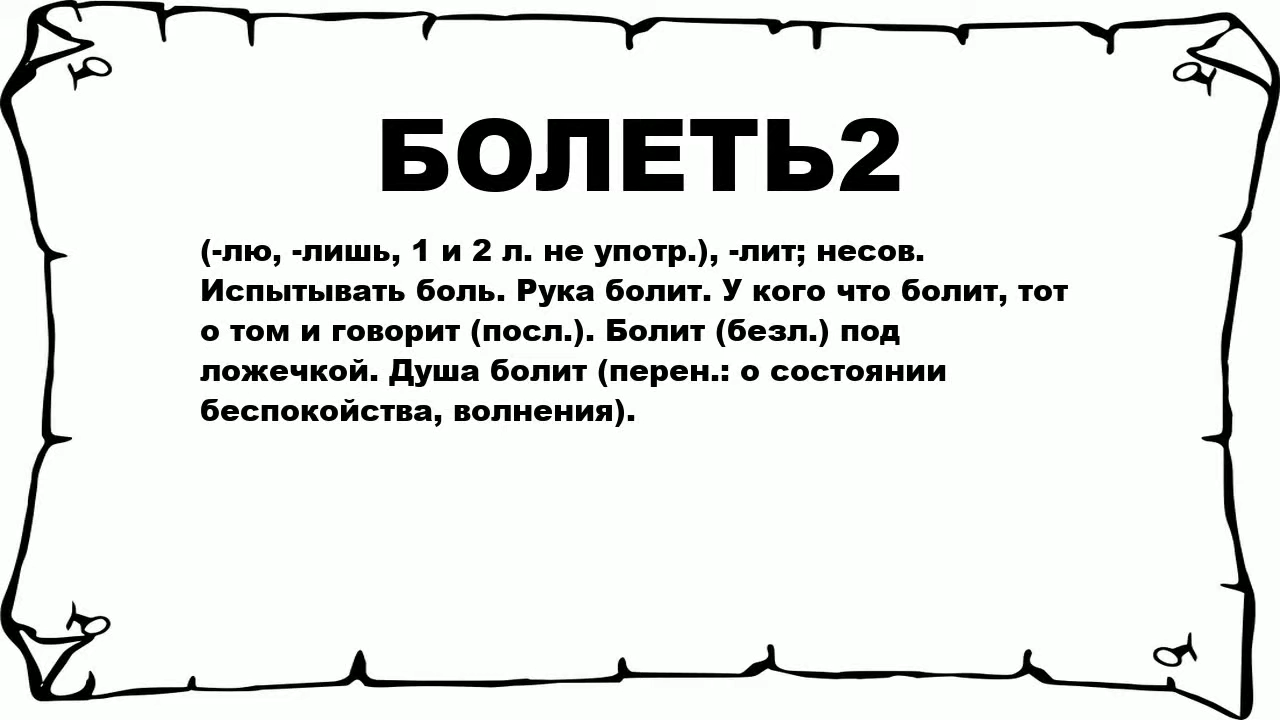 БОЛЕТЬ2
(-лю, -лишь, 1 и 2 л. не употр.), -лит; несов.
Испытывать боль. Рука болит. У кого что болит, тот
о том и говорит (посл.). Болит (безл.) под
ложечкой. Душа болит (перен.: о состоянии
беспокойства, волнения).